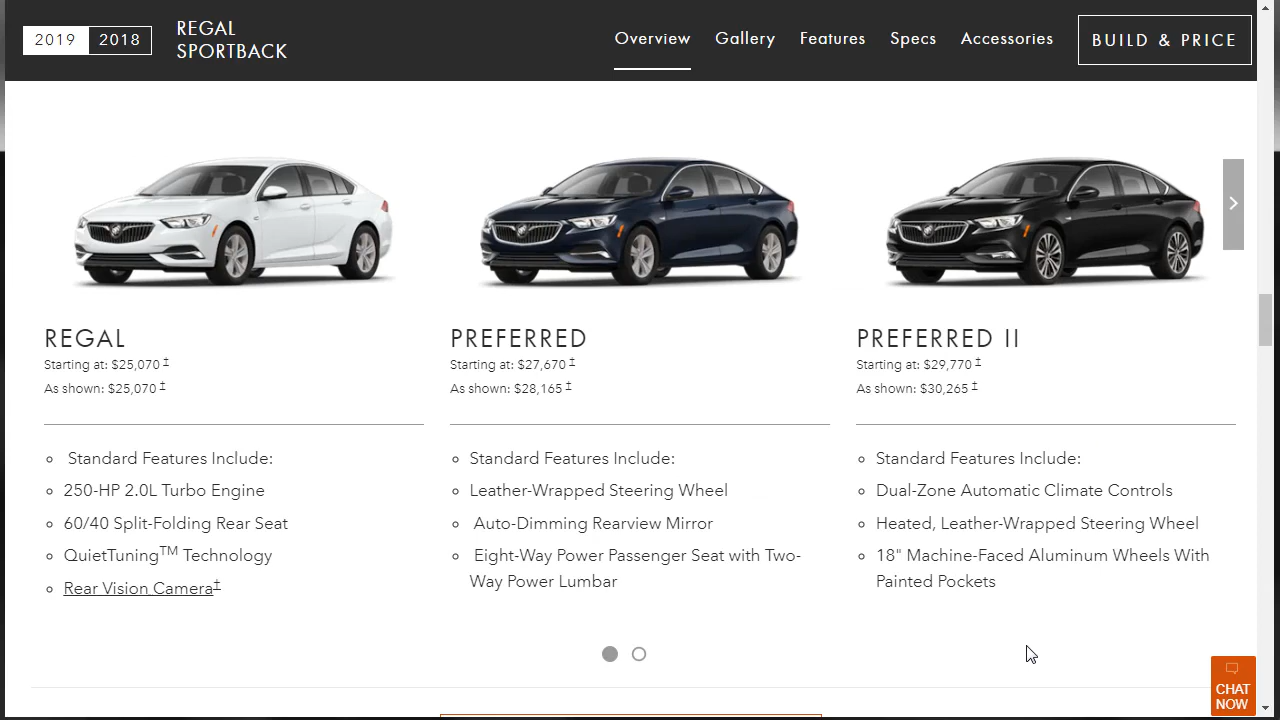 2019 2018
REGAL
SPORTBACK
Overview Gallery Features Specs Accessories BUILD & PRICE
REGAL
Starting at: $25,070 ‡
As shown: $25,070 ‡
Standard Features Include:
250-HP 2.0L Turbo Engine
60/40 Split-Folding Rear Seat
QuietTuning™ Technology
Rear Vision Camera‡
PREFERRED
Starting at: $27,670 ‡
As shown: $28,165 ‡
Standard Features Include:
Leather-Wrapped Steering Wheel
Auto-Dimming Rearview Mirror
Eight-Way Power Passenger Seat with Two-
Way Power Lumbar
PREFERRED II
Starting at: $29,770 ‡
As shown: $30,265 ‡
Standard Features Include:
Dual-Zone Automatic Climate Controls
Heated, Leather-Wrapped Steering Wheel
18" Machine-Faced Aluminum Wheels With
Painted Pockets
CHAT
NOW